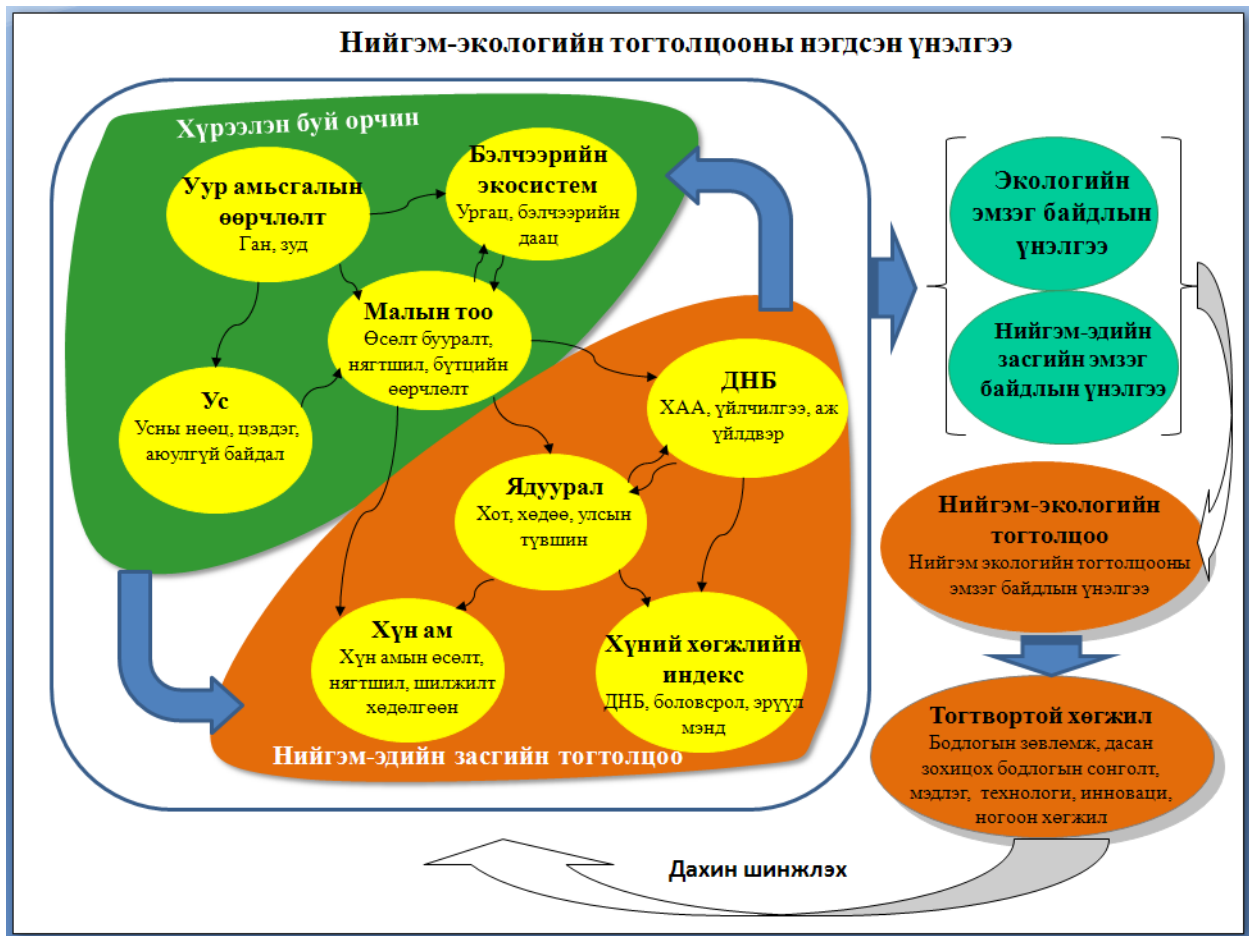 Нийгэм-экологийн тогтолцооны нэгдсэн үнэлгээ
Хүрээлэн буй орчин
Уур амьсгалын
өөрчлөлт
Ган, зуд
Бэлчээрийн
экосистем
Ургац, бэлчээрийн
даац
Малын тоо
Өсөлт бууралт,
нягтшил, бүтцийн
өөрчлөлт
Ус
Усны нөөц, цэвдэг,
аюулгүй байдал
ДНБ
ХАА, үйлчилгээ, аж
үйлдвэр
Ядуурал
Хот, хөдөө, улсын
түвшин
Хүн ам
Хүн амын өсөлт,
нягтшил, шилжилт
хөдөлгөөн
Хүний хөгжлийн
индекс
ДНБ, боловсрол, эрүүл
мэнд
Нийгэм-эдийн засгийн тогтолцоо
Экологийн
эмзэг байдлын
үнэлгээ
Нийгэм-эдийн
засгийн эмзэг
байдлын үнэлгээ
Нийгэм-экологийн
тогтолцоо
Нийгэм экологийн тогтолцооны
эмзэг байдлын үнэлгээ
Тогтвортой хөгжил
Бодлогын зөвлөмж, дасан
зохицох бодлогын сонголт,
мэдлэг, технологи, инноваци,
ногоон хөгжил
Дахин шинжлэх